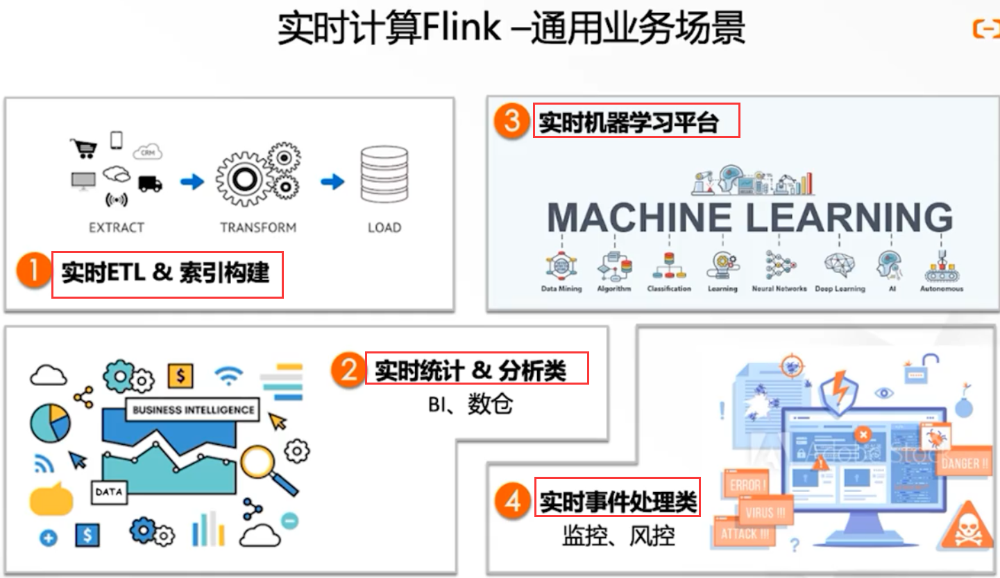 实时计算Flink –通用业务场景
CRM
EXTRACT
TRANSFORM
LOAD
1 实时ETL & 索引构建
3 实时机器学习平台
MACHINE LEARNING
Data Mining
Algorithm
Classification
Learning
Neural Networks
Deep Learning
AI
Autonomous
2 实时统计 & 分析类
BI、数仓
$
BUSINESS INTELLIGENCE
DATA
$
4 实时事件处理类
监控、风控
Adobe Stock
DANGER !!
ERROR !
VIRUS !!!
ATTACK !!!